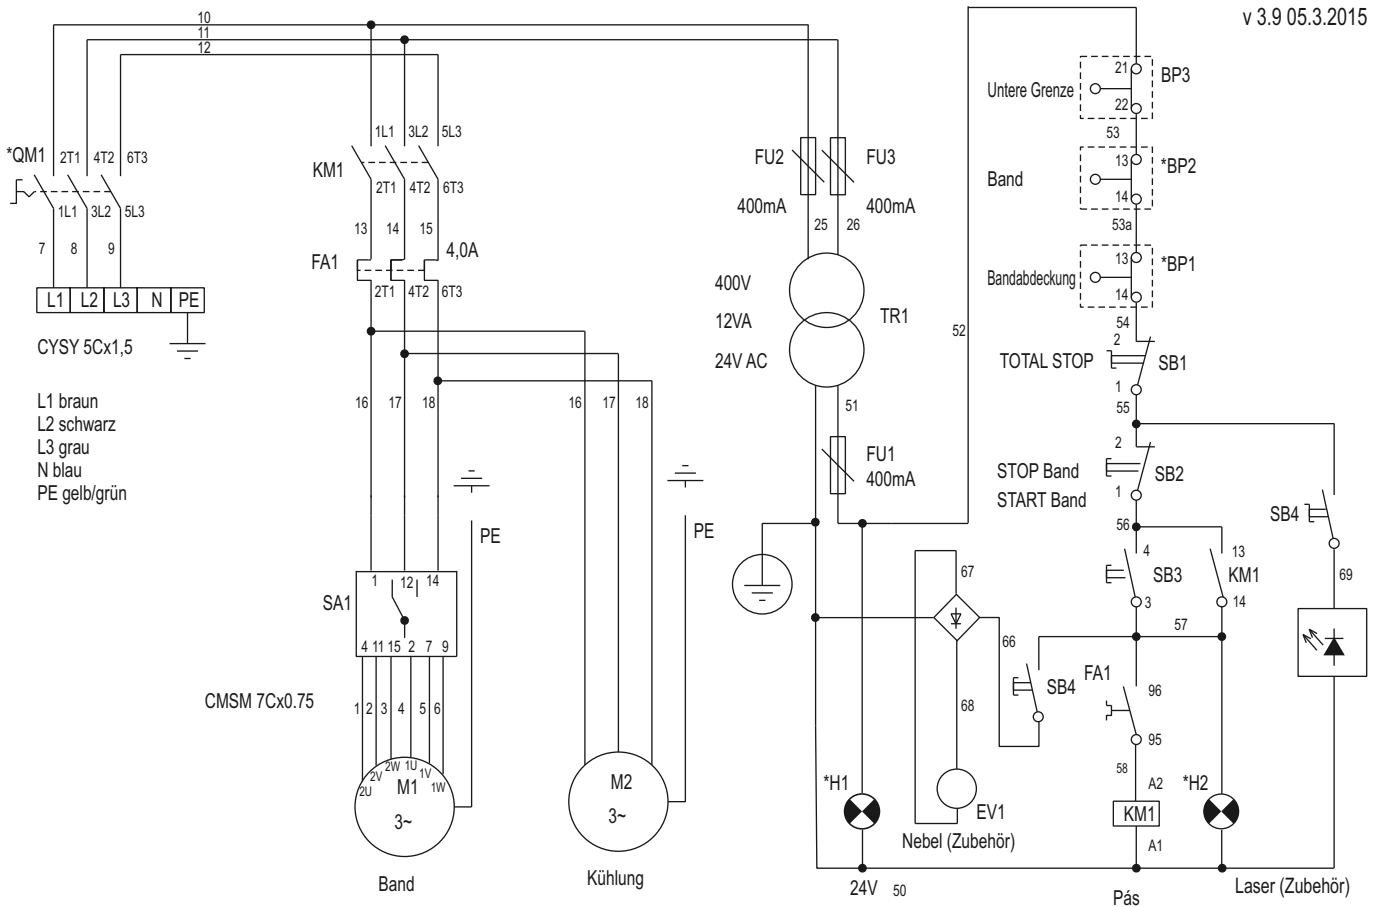 v 3.9 05.3.2015
10
11
12
*QM1
2T1 4T2 6T3
1L1 3L2 5L3
7 8 9
L1 L2 L3 N PE
CYSY 5Cx1,5
L1 braun
L2 schwarz
L3 grau
N blau
PE gelb/grün
1L1 3L2 5L3
KM1
2T1 4T2 6T3
13 14 15
FA1
4,0A
2T1 4T2 6T3
16 17 18
16 17 18
PE
PE
SA1
1 12 14
4 11 15 2 7 9
CMSM 7Cx0.75
1 2 3 4 5 6
2U 2V 2W 1U 1V 1W
M1
3~
Band
M2
3~
Kühlung
FU2
400mA
FU3
400mA
25 26
400V
12VA
24V AC
TR1
51
FU1
400mA
52
67
66
68
SB4
EV1
Nebel (Zubehör)
*H1
24V 50
Untere Grenze
21
22
BP3
53
Band
13
14
*BP2
53a
Bandabdeckung
13
14
*BP1
54
TOTAL STOP
2
1
SB1
55
STOP Band
START Band
2
1
SB2
56
4
3
SB3
13
KM1
14
57
FA1
96
95
58
A2
KM1
A1
*H2
Pás
SB4
69
Laser (Zubehör)